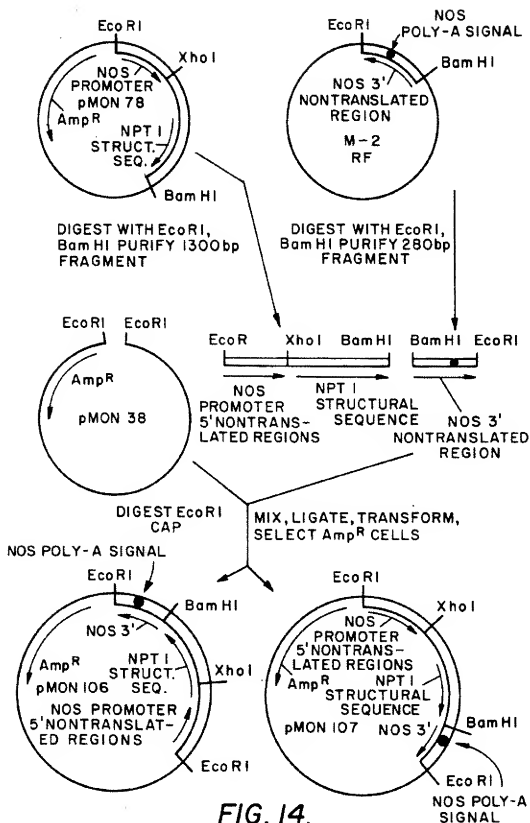 EcoRI
XhoI
NOS
PROMOTER
pMON 78
AmpR
NPT I
STRUCT.
SEQ.
BamHI
NOS
POLY-A SIGNAL
EcoRI
BamHI
NOS 3'
NONTRANSLATED
REGION
M-2
RF
DIGEST WITH EcoRI,
BamHI PURIFY 1300bp
FRAGMENT
DIGEST WITH EcoRI,
BamHI PURIFY 280bp
FRAGMENT
EcoRI EcoRI
AmpR
pMON 38
EcoR XhoI BamHI
BamHI EcoRI
NOS
PROMOTER
5'NONTRANS-
LATED REGIONS
NPT I
STRUCTURAL
SEQUENCE
NOS 3'
NONTRANSLATED
REGION
DIGEST EcoRI
CAP
MIX, LIGATE, TRANSFORM,
SELECT AmpR CELLS
NOS POLY-A SIGNAL
EcoRI
BamHI
NOS 3'
AmpR
NPT I
STRUCT.
SEQ.
XhoI
pMON 106
NOS PROMOTER
5'NONTRANSLAT-
ED REGIONS
EcoRI
EcoRI
XhoI
NOS
PROMOTER
5'NONTRANS-
LATED REGIONS
AmpR
NPT I
STRUCTURAL
SEQUENCE
pMON 107
NOS 3'
BamHI
EcoRI
NOS POLY-A
SIGNAL
FIG. 14.